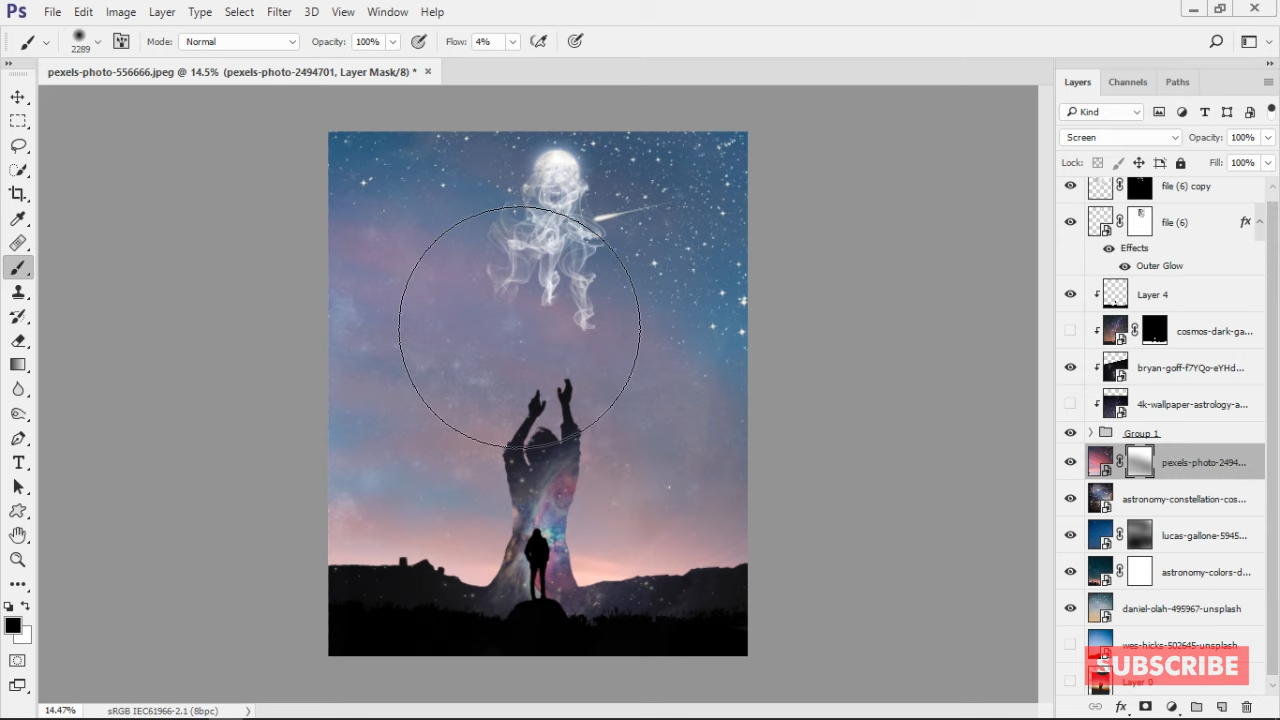 Ps File Edit Image Layer Type Select Filter 3D View Window Help
2289 Mode: Normal Opacity: 100% Flow: 4%
pexels-photo-556666.jpeg @ 14.5% (pexels-photo-2494701, Layer Mask/8) * ×
Layers Channels Paths
Kind
Screen Opacity: 100%
Lock: Fill: 100%
file (6) copy
file (6) fx
Effects
Outer Glow
Layer 4
cosmos-dark-ga...
bryan-goff-f7YQo-eYHd...
4k-wallpaper-astrology-a...
Group 1
pexels-photo-2494...
astronomy-constellation-cos...
lucas-gallone-5945...
astronomy-colors-d...
daniel-olah-495967-unsplash
wes-hicks-502645-unsplash
SUBSCRIBE
Layer 0
14.47% sRGB IEC61966-2.1 (8bpc)
fx